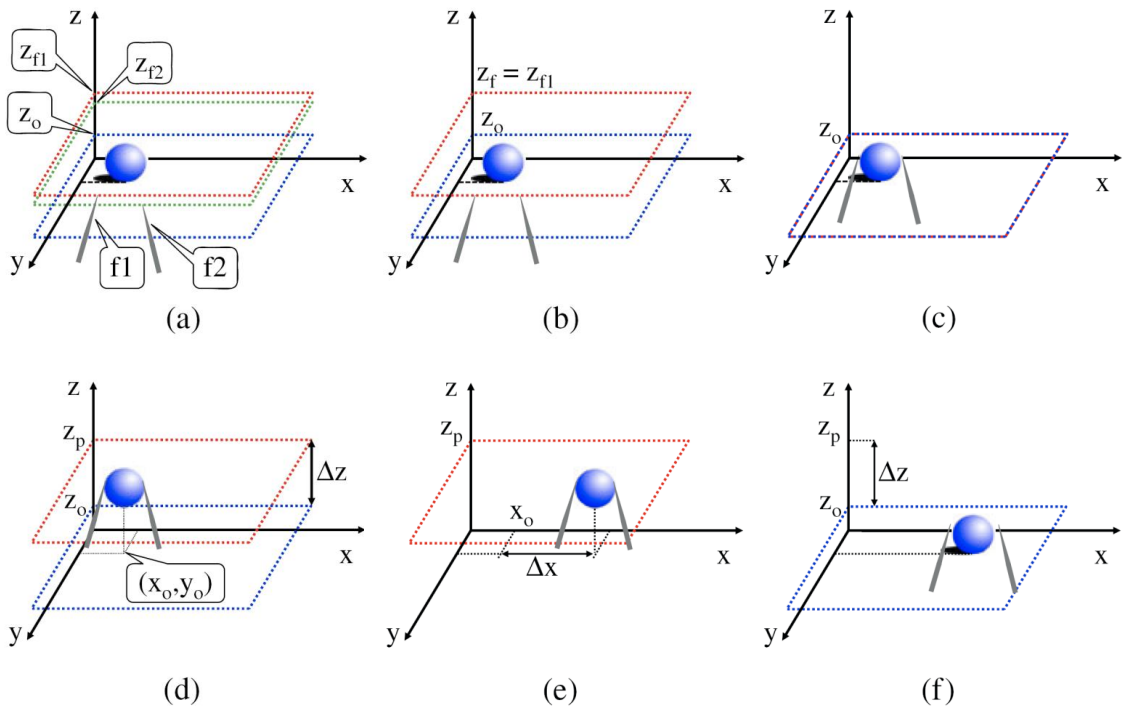 z
z_f1
z_f2
z_o
x
y
f1
f2
(a)
z
z_f = z_f1
z_o
x
y
(b)
z
z_o
x
y
(c)
z
z_p
Δz
z_o
x
(x_o,y_o)
y
(d)
z
z_p
x_o
x
Δx
y
(e)
z
z_p
Δz
z_o
x
y
(f)